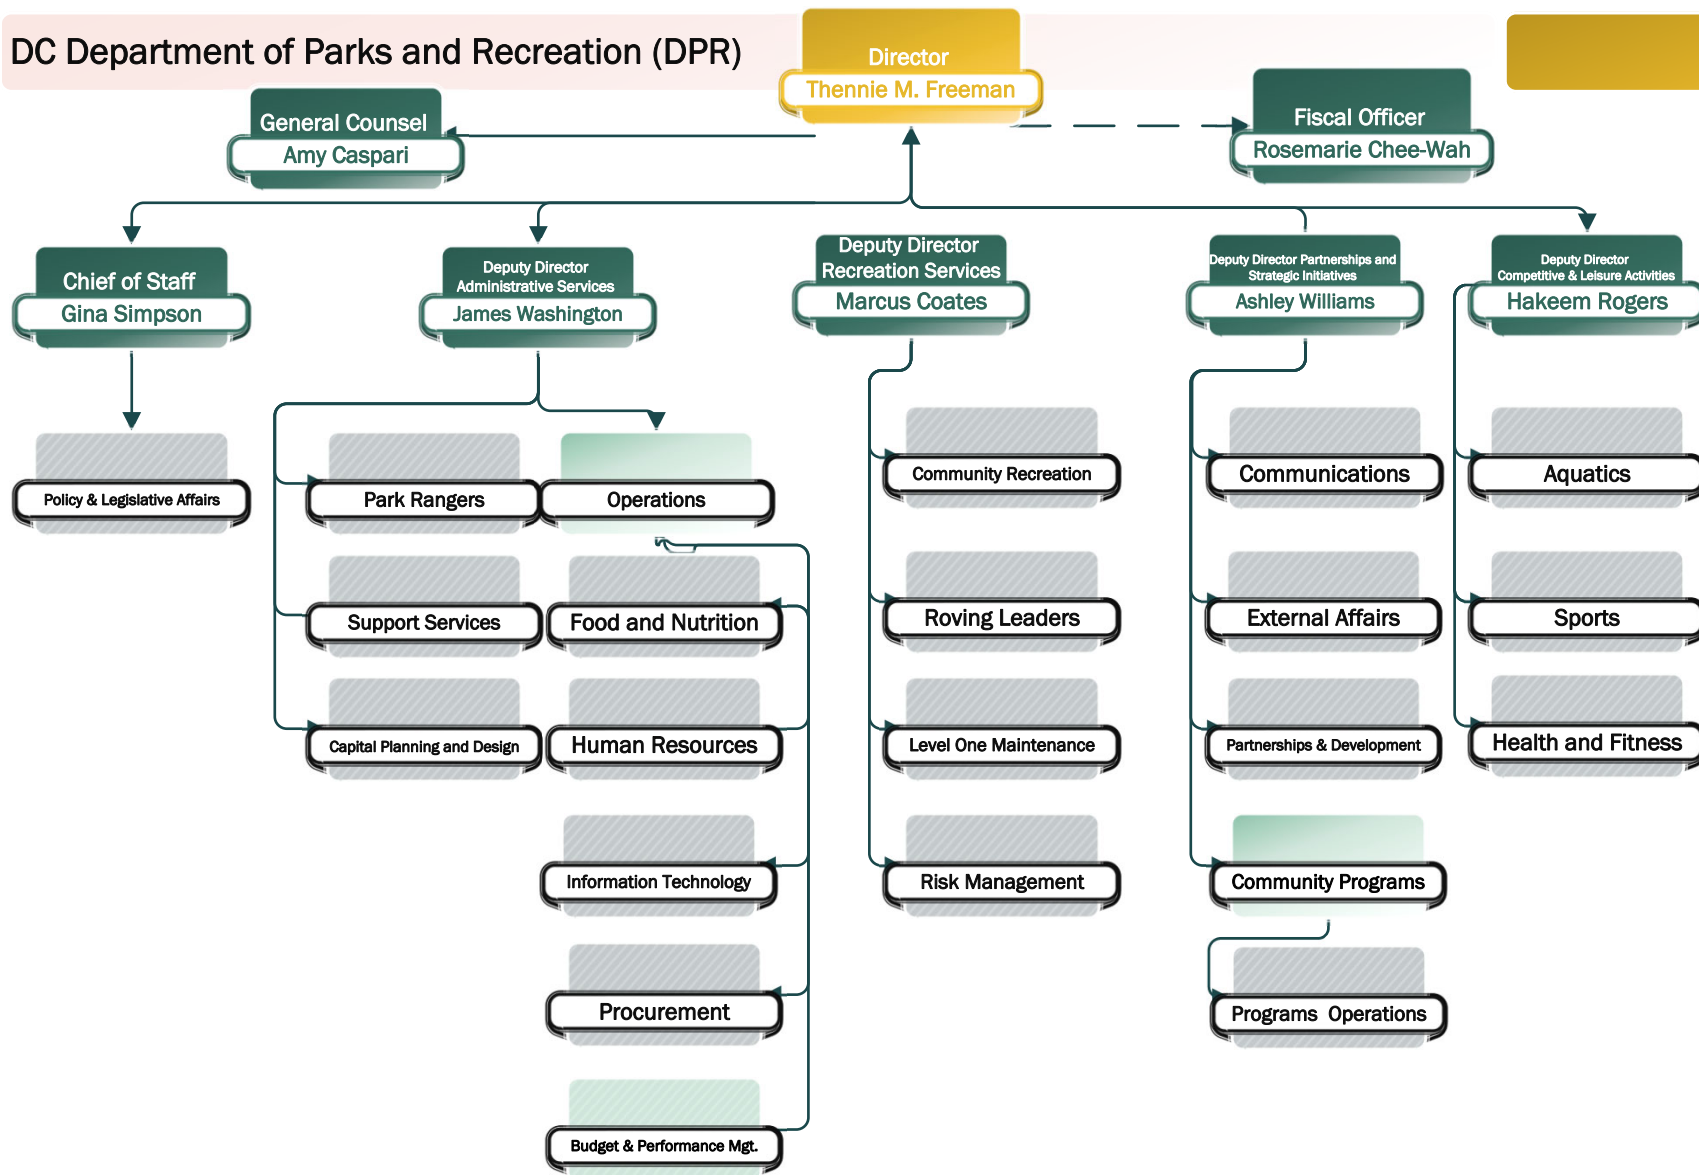 DC Department of Parks and Recreation (DPR)
Director
Thennie M. Freeman
General Counsel
Amy Caspari
Fiscal Officer
Rosemarie Chee-Wah
Chief of Staff
Gina Simpson
Deputy Director
Administrative Services
James Washington
Deputy Director
Recreation Services
Marcus Coates
Deputy Director Partnerships and
Strategic Initiatives
Ashley Williams
Deputy Director
Competitive & Leisure Activities
Hakeem Rogers
Policy & Legislative Affairs
Park Rangers
Operations
Community Recreation
Communications
Aquatics
Support Services
Food and Nutrition
Roving Leaders
External Affairs
Sports
Capital Planning and Design
Human Resources
Level One Maintenance
Partnerships & Development
Health and Fitness
Information Technology
Risk Management
Community Programs
Procurement
Programs Operations
Budget & Performance Mgt.